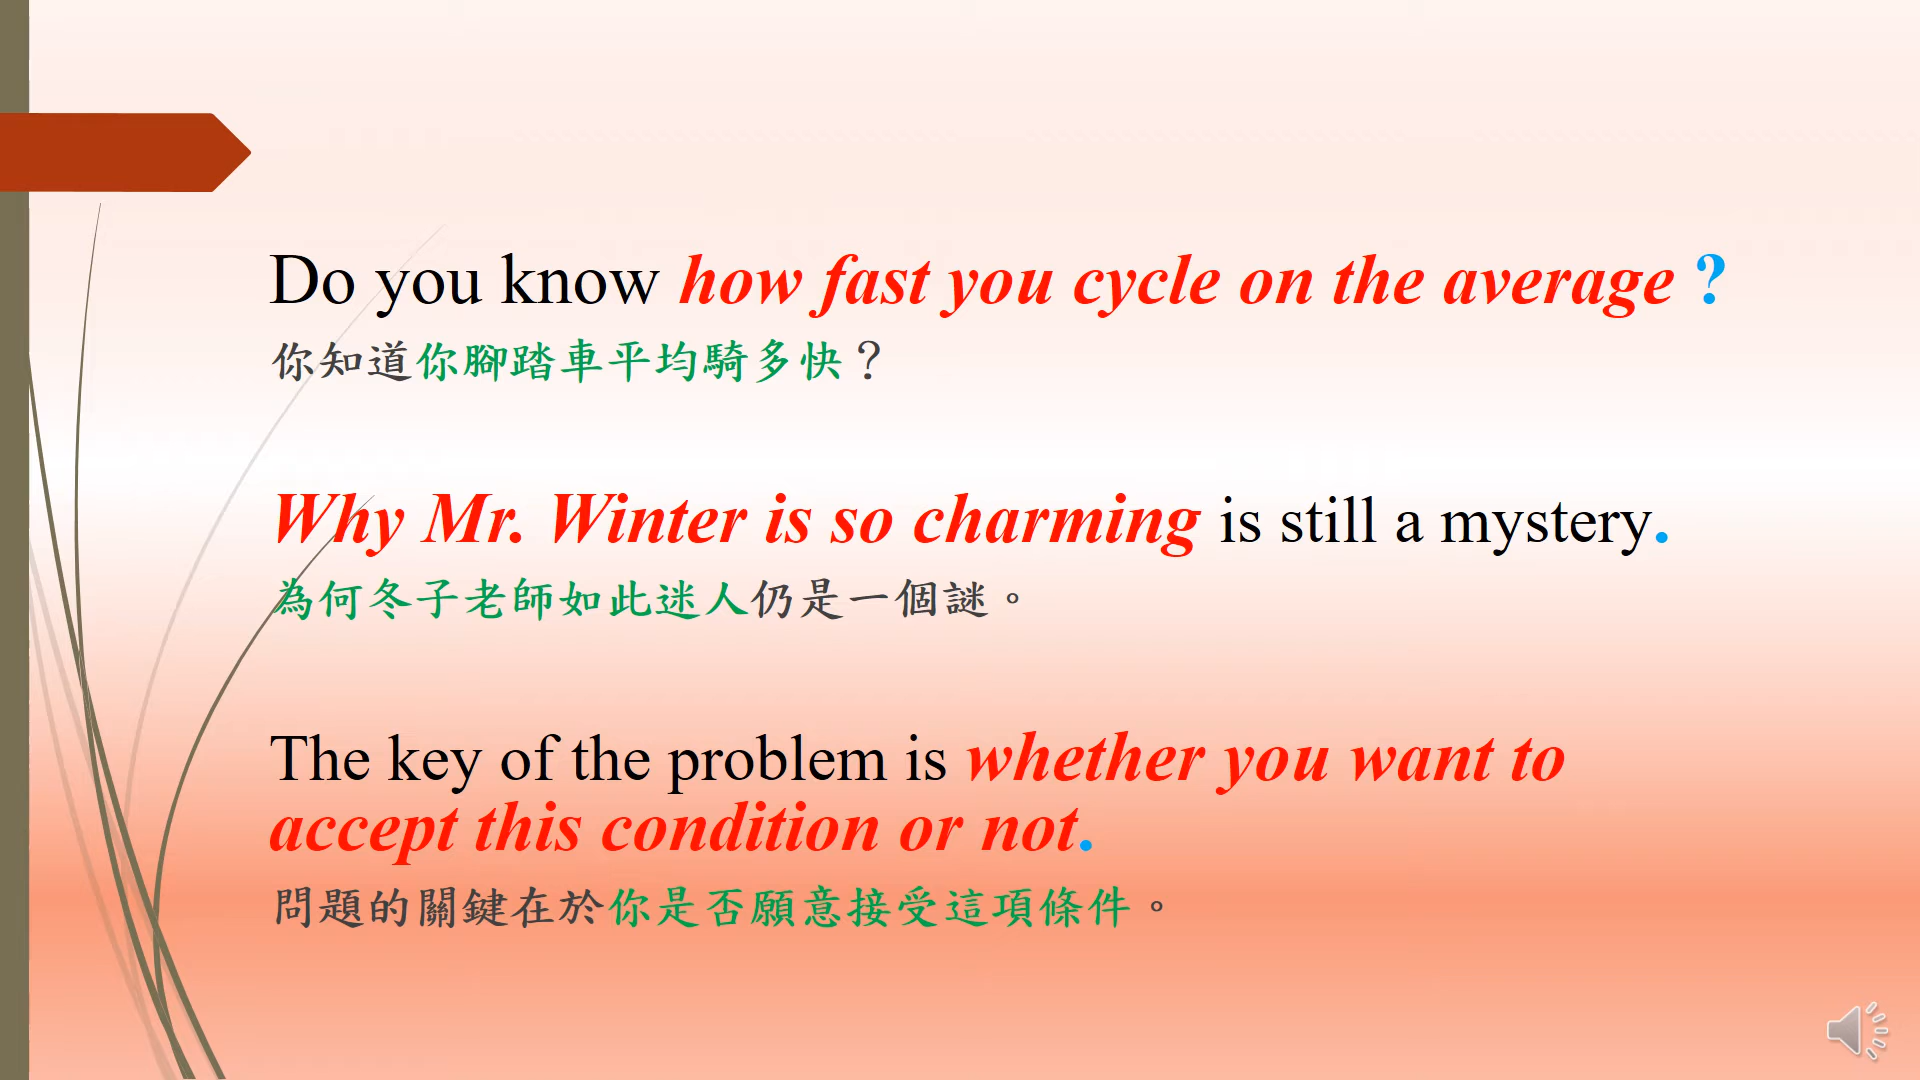 Do you know how fast you cycle on the average ?
你知道你腳踏車平均騎多快？
Why Mr. Winter is so charming is still a mystery.
為何冬子老師如此迷人仍是一個謎。
The key of the problem is whether you want to
accept this condition or not.
問題的關鍵在於你是否願意接受這項條件。